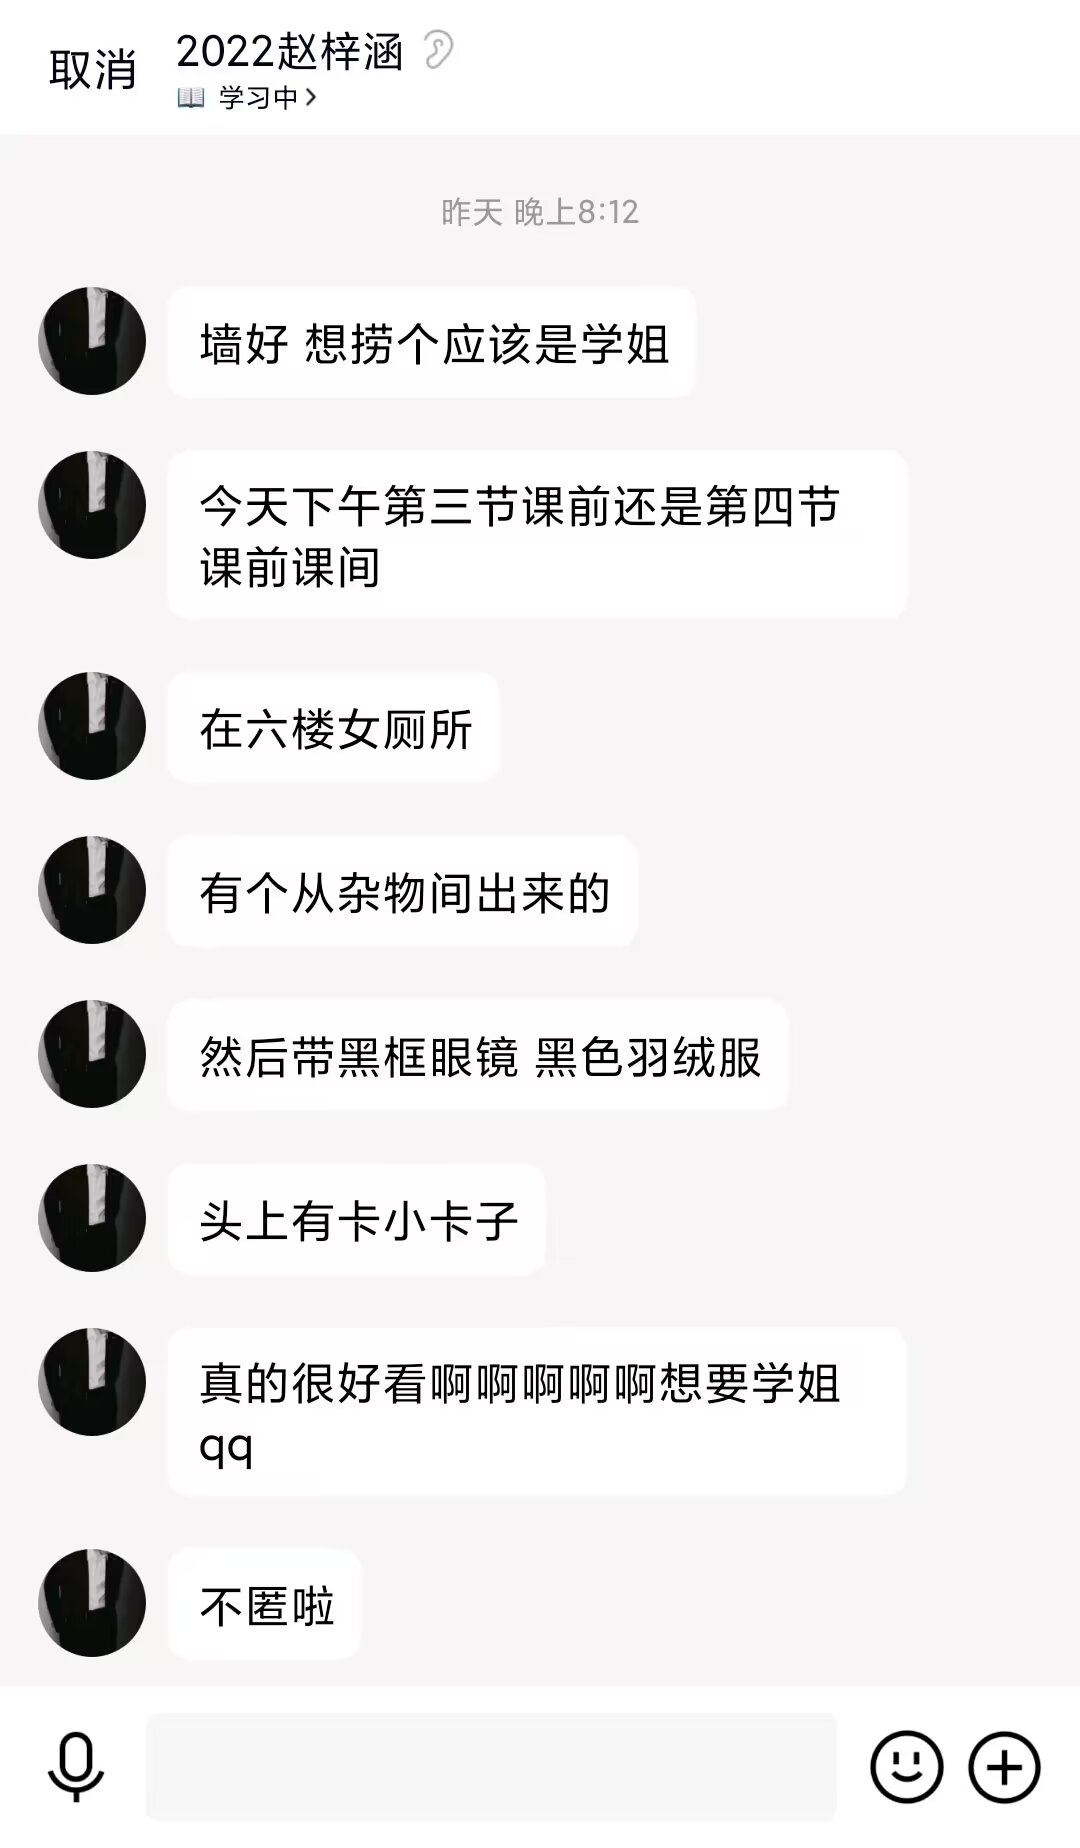 取消
2022赵梓涵
学习中
昨天 晚上8:12
墙好 想捞个应该是学姐
今天下午第三节课前还是第四节
课前课间
在六楼女厕所
有个从杂物间出来的
然后带黑框眼镜 黑色羽绒服
头上有卡小卡子
真的很好看啊啊啊啊啊想要学姐
qq
不匿啦